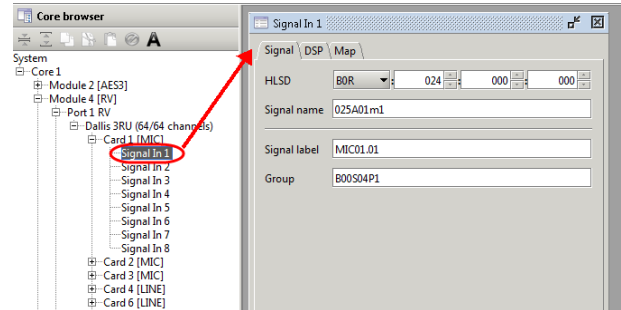 Core browser
A
System
Core 1
Module 2 [AES3]
Module 4 [RV]
Port 1 RV
Dallis 3RU (64/64 channels)
Card 1 [MIC]
Signal In 1
Signal In 2
Signal In 3
Signal In 4
Signal In 5
Signal In 6
Signal In 7
Signal In 8
Card 2 [MIC]
Card 3 [MIC]
Card 4 [LINE]
Card 6 [LINE]
Signal In 1
Signal DSP Map
HLSD B0R : 024 : 000 : 000
Signal name 025A01m1
Signal label MIC01.01
Group B00S04P1